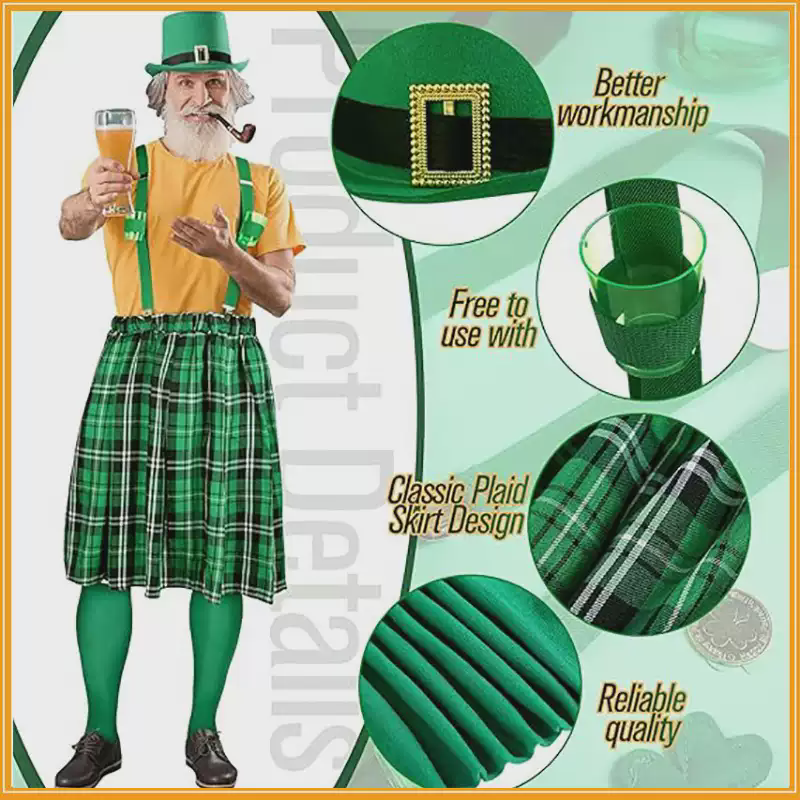 Product Details
Better
workmanship
Free to
use with
Classic Plaid
Skirt Design
Reliable
quality